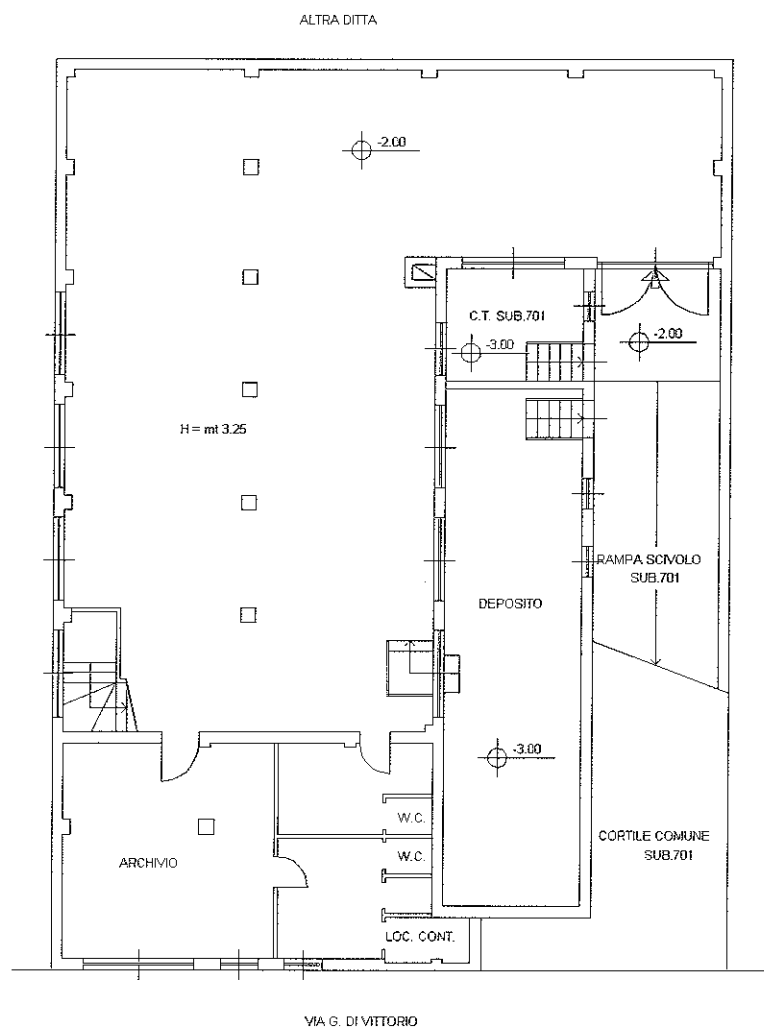 ALTRA DITTA
-2.00
C.T. SUB.701
-3.00
-2.00
H = mt 3.25
RAMPA SCIVOLO
SUB.701
DEPOSITO
-3.00
W.C.
W.C.
CORTILE COMUNE
SUB.701
ARCHIVIO
LOC. CONT.
VIA G. DI VITTORIO